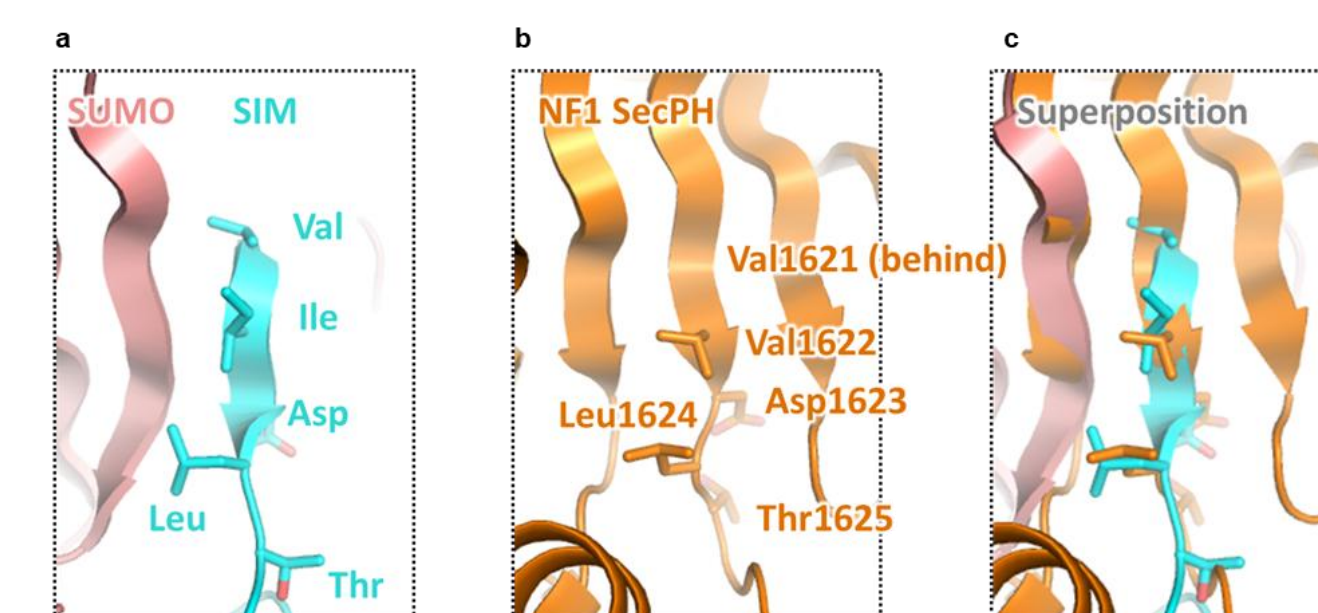 a
SUMO SIM
Val
Ile
Asp
Leu
Thr
b
NF1 SecPH
Val1621 (behind)
Val1622
Asp1623
Leu1624
Thr1625
c
Superposition